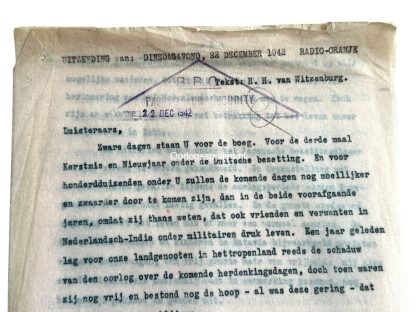 UITZENDING van: DINSDAGAVOND, 22 DECEMBER 1942 RADIO-ORANJE
Tekst: H. H. van Witzenburg.
22 DEC 1942
Luisteraars,
Zware dagen staan U voor de boeg. Voor de derde maal
Kerstmis en Nieuwjaar onder de Duitsche bezetting. En voor
honderdduizenden onder U sullen de komende dagen nog moeilijker
en zwaarder door te komen zijn, dan in de beide voorafgaande
jaren, omdat zij thans weten, dat ook vrienden en verwanten in
Nederlandsch-Indie onder militairen druk leven. Een jaar geleden
lag voor onze landgenooten in hettropenland reeds de schaduw
van den oorlog over de komende herdenkingsdagen, doch toen waren
zij nog vrij en bestond nog de hoop - al was deze gering - dat